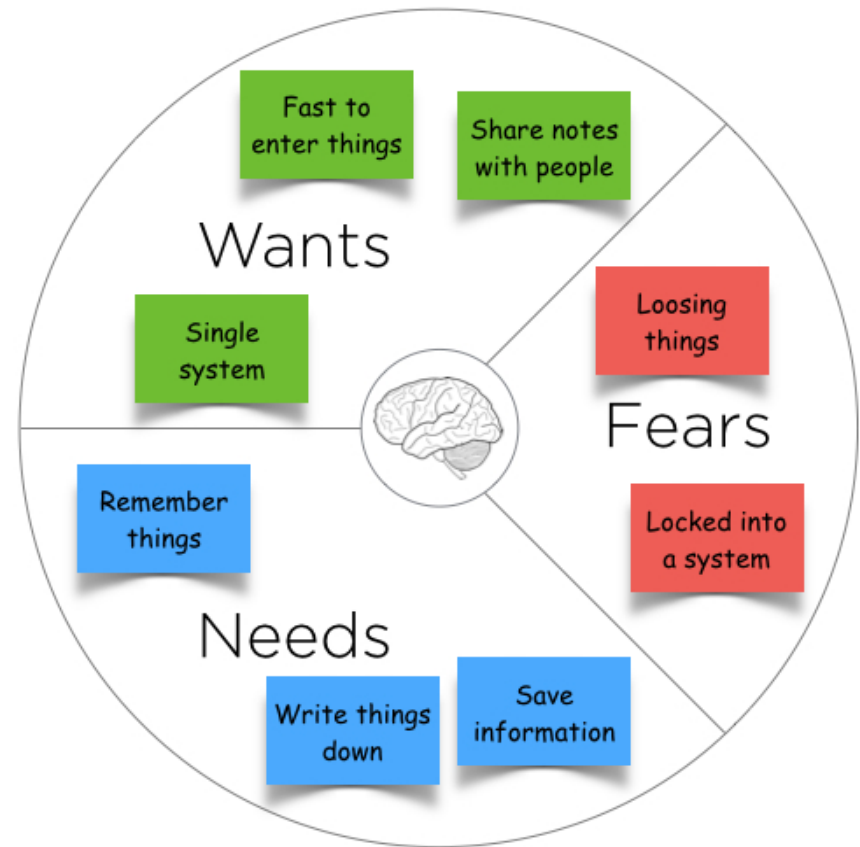 Fast to
enter things
Share notes
with people
Wants
Single
system
Loosing
things
Fears
Locked into
a system
Remember
things
Needs
Write things
down
Save
information